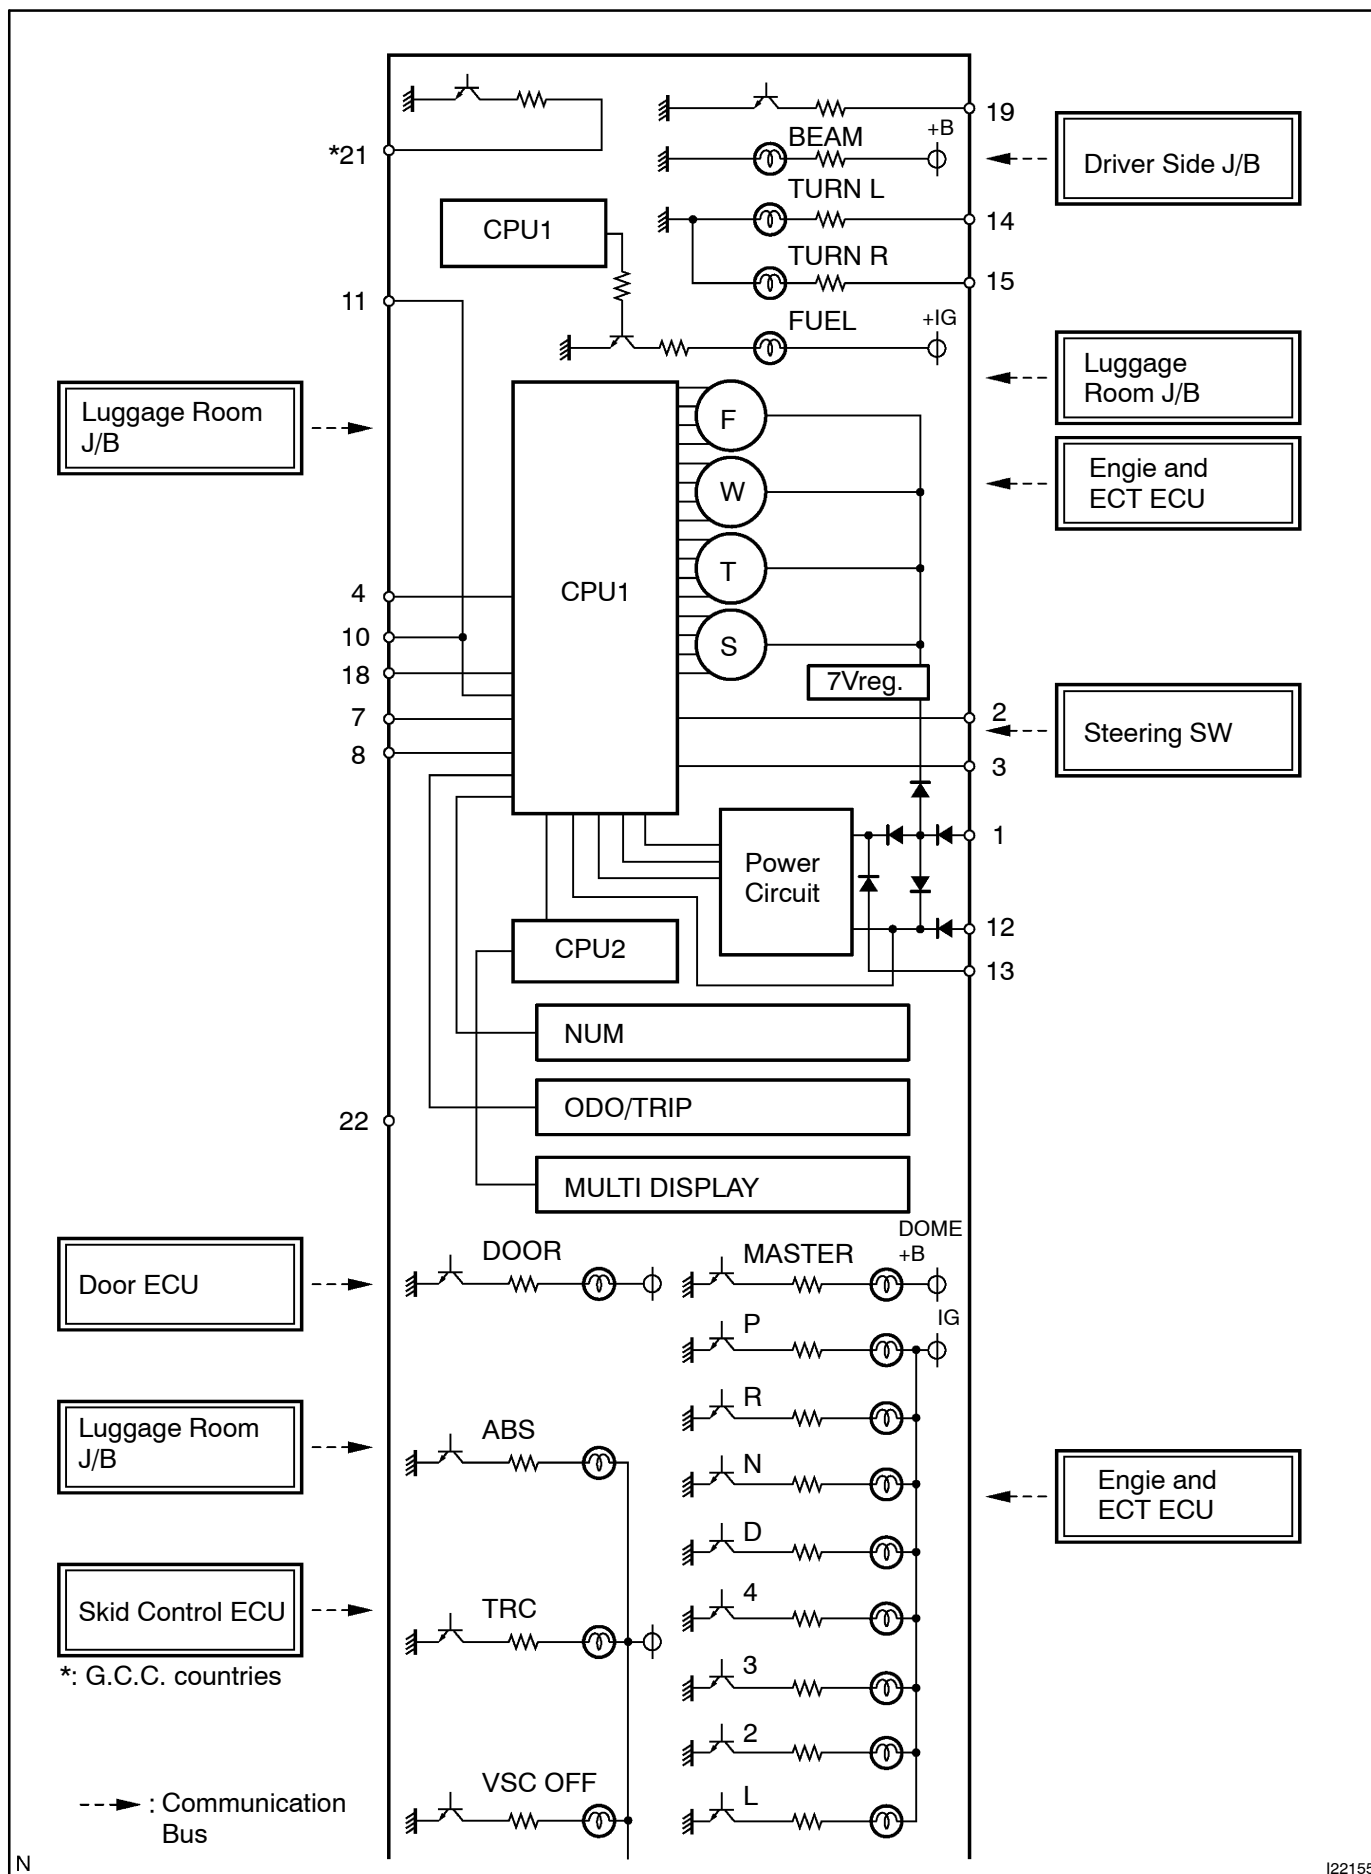 *21
19
BEAM
+B
Driver Side J/B
TURN L
14
CPU1
TURN R
15
11
FUEL
+IG
Luggage
Room J/B
Luggage Room
J/B
F
Engie and
ECT ECU
W
T
CPU1
4
10
S
18
7Vreg.
7
2
Steering SW
8
3
1
Power
Circuit
12
CPU2
13
NUM
ODO/TRIP
22
MULTI DISPLAY
DOME
+B
DOOR
MASTER
Door ECU
P
IG
R
Luggage Room
J/B
ABS
N
Engie and
ECT ECU
D
4
TRC
Skid Control ECU
*: G.C.C. countries
3
2
VSC OFF
L
: Communication
Bus
N
I22155